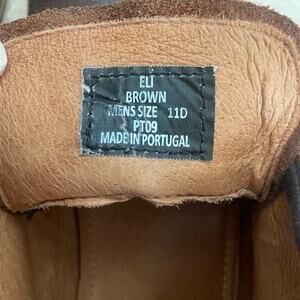 ELI
BROWN
MENS SIZE 11D
PT09
MADE IN PORTUGAL